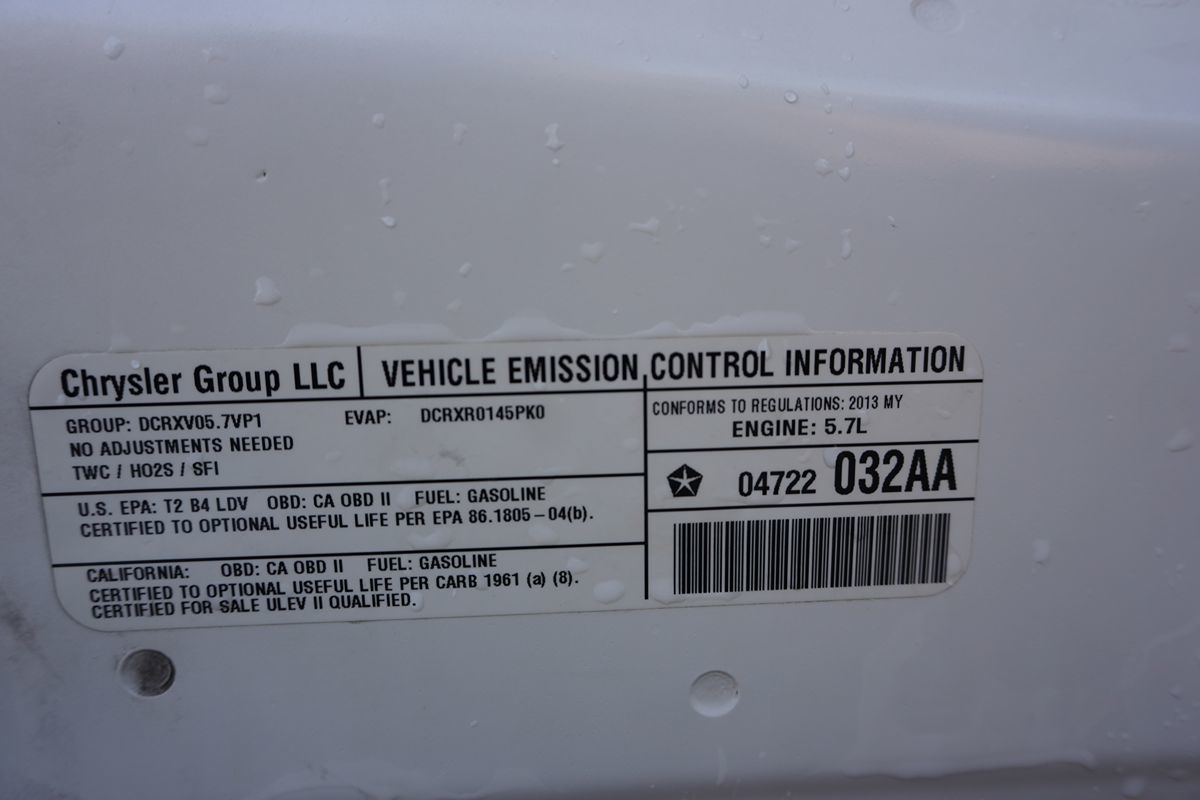 Chrysler Group LLC
VEHICLE EMISSION CONTROL INFORMATION
GROUP: DCRXV05.7VP1 EVAP: DCRXR0145PK0
NO ADJUSTMENTS NEEDED
TWC / HO2S / SFI
CONFORMS TO REGULATIONS: 2013 MY
ENGINE: 5.7L
04722 032AA
U.S. EPA: T2 B4 LDV OBD: CA OBD II FUEL: GASOLINE
CERTIFIED TO OPTIONAL USEFUL LIFE PER EPA 86.1805-04(b).
CALIFORNIA: OBD: CA OBD II FUEL: GASOLINE
CERTIFIED TO OPTIONAL USEFUL LIFE PER CARB 1961 (a) (8).
CERTIFIED FOR SALE ULEV II QUALIFIED.